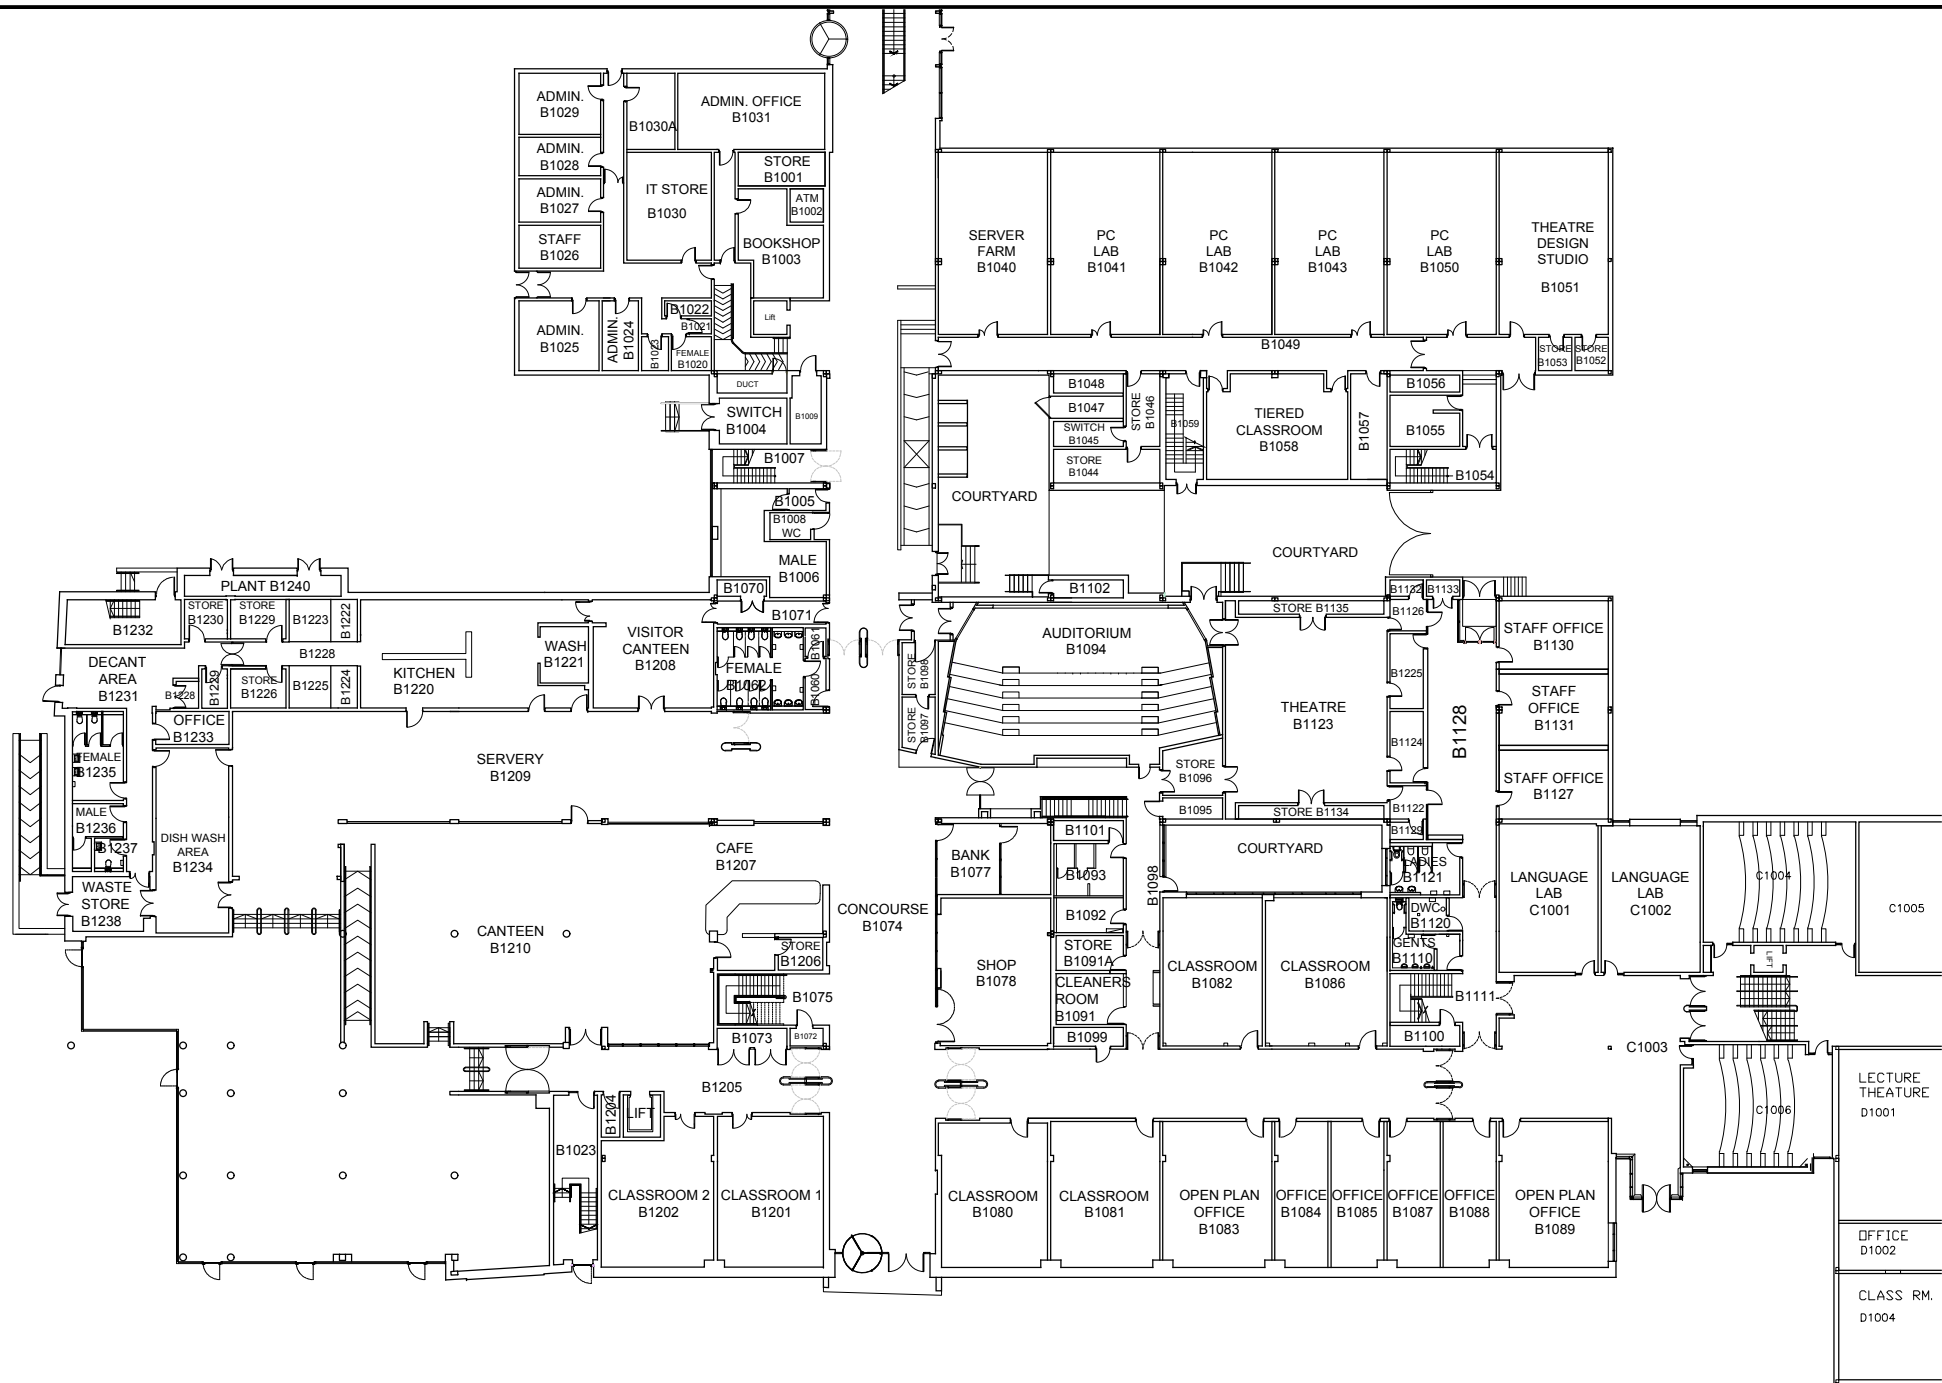 ADMIN.
B1029
B1030A
ADMIN. OFFICE
B1031
ADMIN.
B1028
STORE
B1001
ADMIN.
B1027
IT STORE
B1030
ATM
B1002
STAFF
B1026
BOOKSHOP
B1003
ADMIN.
B1025
ADMIN.
B1024
B1022
B1021
B1023
FEMALE
B1020
Lift
DUCT
SWITCH
B1004
B1009
B1007
B1005
B1008
WC
MALE
B1006
B1070
B1071
SERVER
FARM
B1040
PC
LAB
B1041
PC
LAB
B1042
PC
LAB
B1043
PC
LAB
B1050
THEATRE
DESIGN
STUDIO
B1051
B1049
STORE
B1053
STORE
B1052
B1048
B1047
SWITCH
B1045
STORE
B1044
STORE
B1046
B1059
TIERED
CLASSROOM
B1058
B1057
B1056
B1055
B1054
COURTYARD
COURTYARD
B1102
B1132
B1133
B1126
STORE B1135
PLANT B1240
B1232
STORE
B1230
STORE
B1229
B1223
B1222
B1228
DECANT
AREA
B1231
B1228
B1229
STORE
B1226
B1225
B1224
KITCHEN
B1220
WASH
B1221
VISITOR
CANTEEN
B1208
FEMALE
B1062
B1061
B1060
STORE
B1098
STORE
B1097
AUDITORIUM
B1094
THEATRE
B1123
B1225
B1124
B1128
STAFF OFFICE
B1130
STAFF
OFFICE
B1131
STAFF OFFICE
B1127
OFFICE
B1233
FEMALE
B1235
MALE
B1236
B1237
DISH WASH
AREA
B1234
WASTE
STORE
B1238
SERVERY
B1209
STORE
B1096
B1095
STORE B1134
B1122
B1129
CAFE
B1207
CANTEEN
B1210
STORE
B1206
CONCOURSE
B1074
B1075
B1073
B1072
BANK
B1077
SHOP
B1078
B1101
B1093
B1092
STORE
B1091A
CLEANERS
ROOM
B1091
B1099
B1098
COURTYARD
CLASSROOM
B1082
CLASSROOM
B1086
LADIES
B1121
DWC
B1120
GENTS
B1110
B1111
B1100
LANGUAGE
LAB
C1001
LANGUAGE
LAB
C1002
C1004
C1005
LIFT
C1003
C1006
LECTURE
THEATURE
D1001
OFFICE
D1002
CLASS RM.
D1004
B1205
B1204
LIFT
B1023
CLASSROOM 2
B1202
CLASSROOM 1
B1201
CLASSROOM
B1080
CLASSROOM
B1081
OPEN PLAN
OFFICE
B1083
OFFICE
B1084
OFFICE
B1085
OFFICE
B1087
OFFICE
B1088
OPEN PLAN
OFFICE
B1089